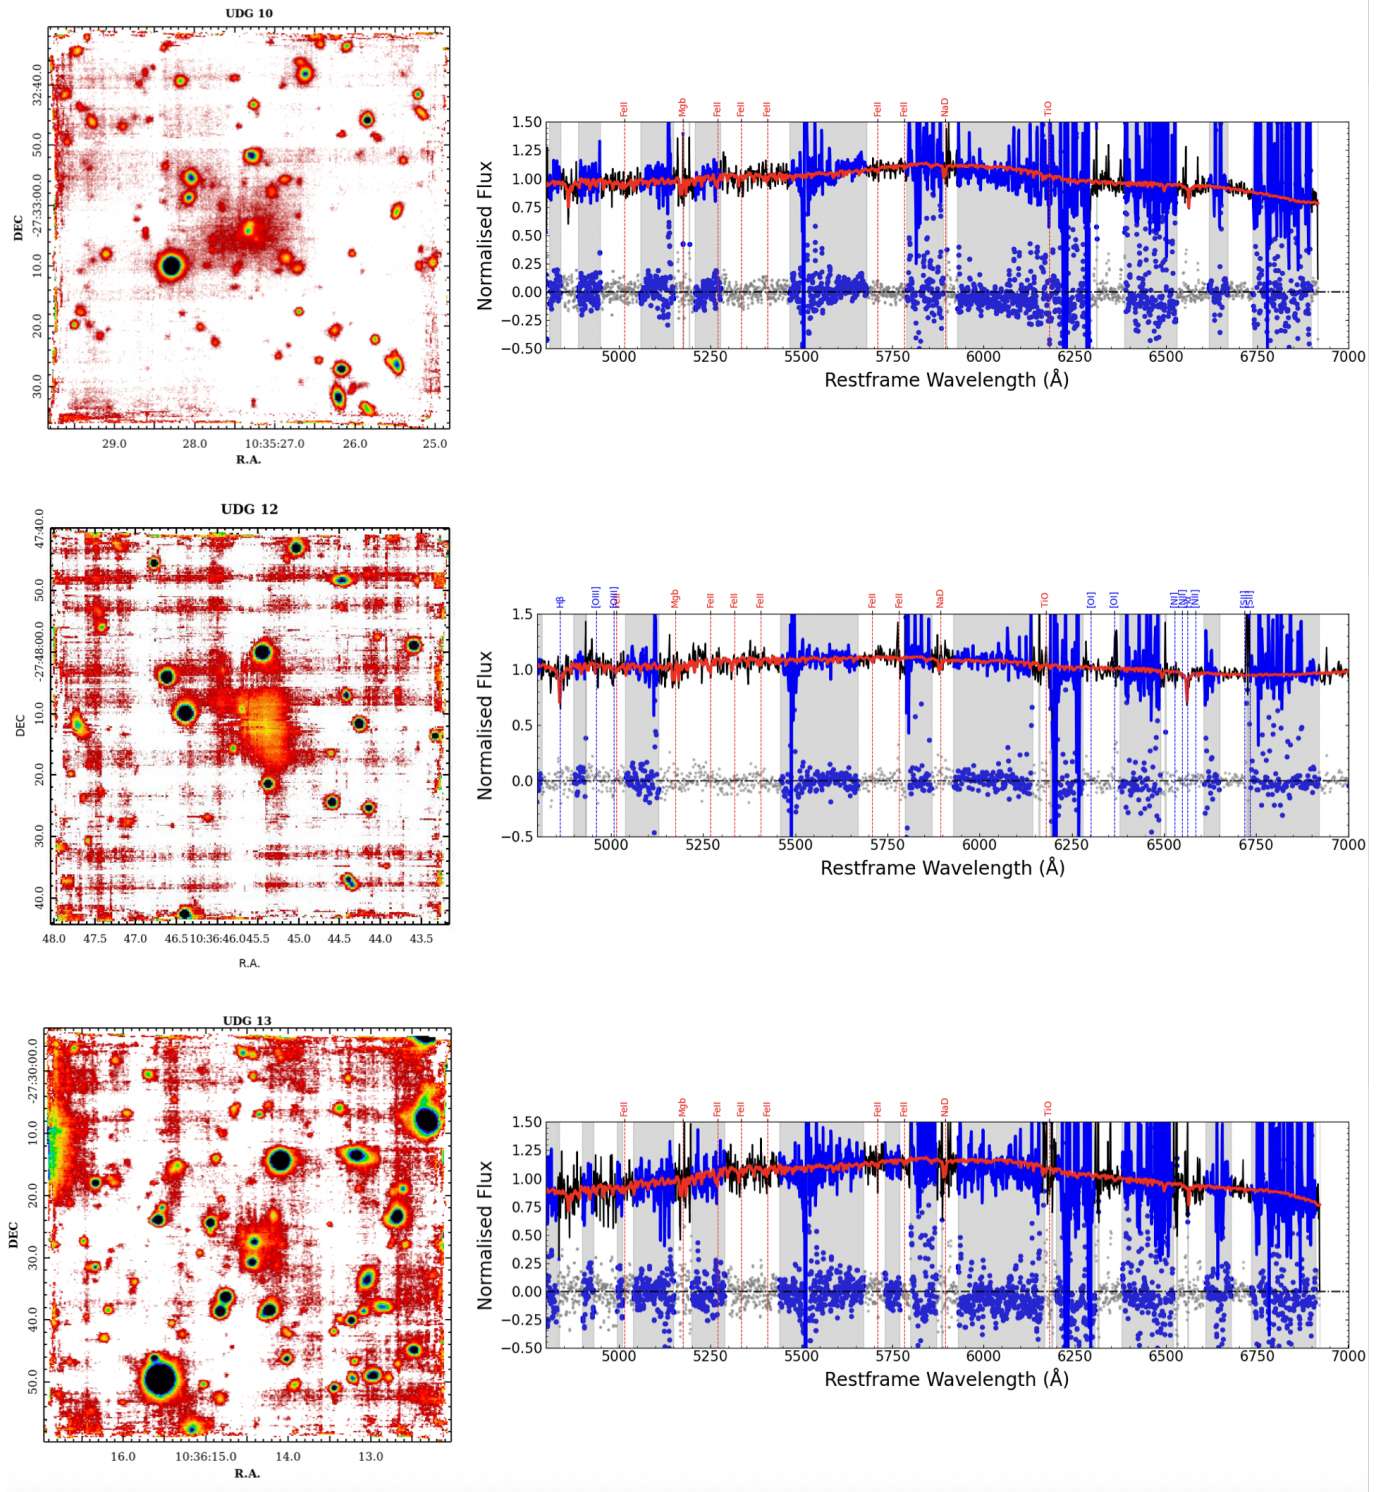 UDG 10
DEC
32:40.0
50.0
-27:33:00.0
10.0
20.0
30.0
29.0 28.0 10:35:27.0 26.0 25.0
R.A.
FeII Mgb FeII FeII FeII FeII FeII NaD TiO
Normalised Flux
1.50
1.25
1.00
0.75
0.50
0.25
0.00
−0.25
−0.50
5000 5250 5500 5750 6000 6250 6500 6750 7000
Restframe Wavelength (Å)
UDG 12
DEC
47:40.0
50.0
-27:48:00.0
10.0
20.0
30.0
40.0
48.0 47.5 47.0 46.5 10:36:46.0 45.5 45.0 44.5 44.0 43.5
R.A.
Hβ [OIII] [OIII] FeII Mgb FeII FeII FeII FeII FeII NaD TiO [OI] [OI] [NI] [NII] [SII] [SII]
Normalised Flux
1.5
1.0
0.5
0.0
−0.5
5000 5250 5500 5750 6000 6250 6500 6750 7000
Restframe Wavelength (Å)
UDG 13
DEC
-27:30:00.0
10.0
20.0
30.0
40.0
50.0
16.0 10:36:15.0 14.0 13.0
R.A.
FeII Mgb FeII FeII FeII FeII FeII NaD TiO
Normalised Flux
1.50
1.25
1.00
0.75
0.50
0.25
0.00
−0.25
−0.50
5000 5250 5500 5750 6000 6250 6500 6750 7000
Restframe Wavelength (Å)